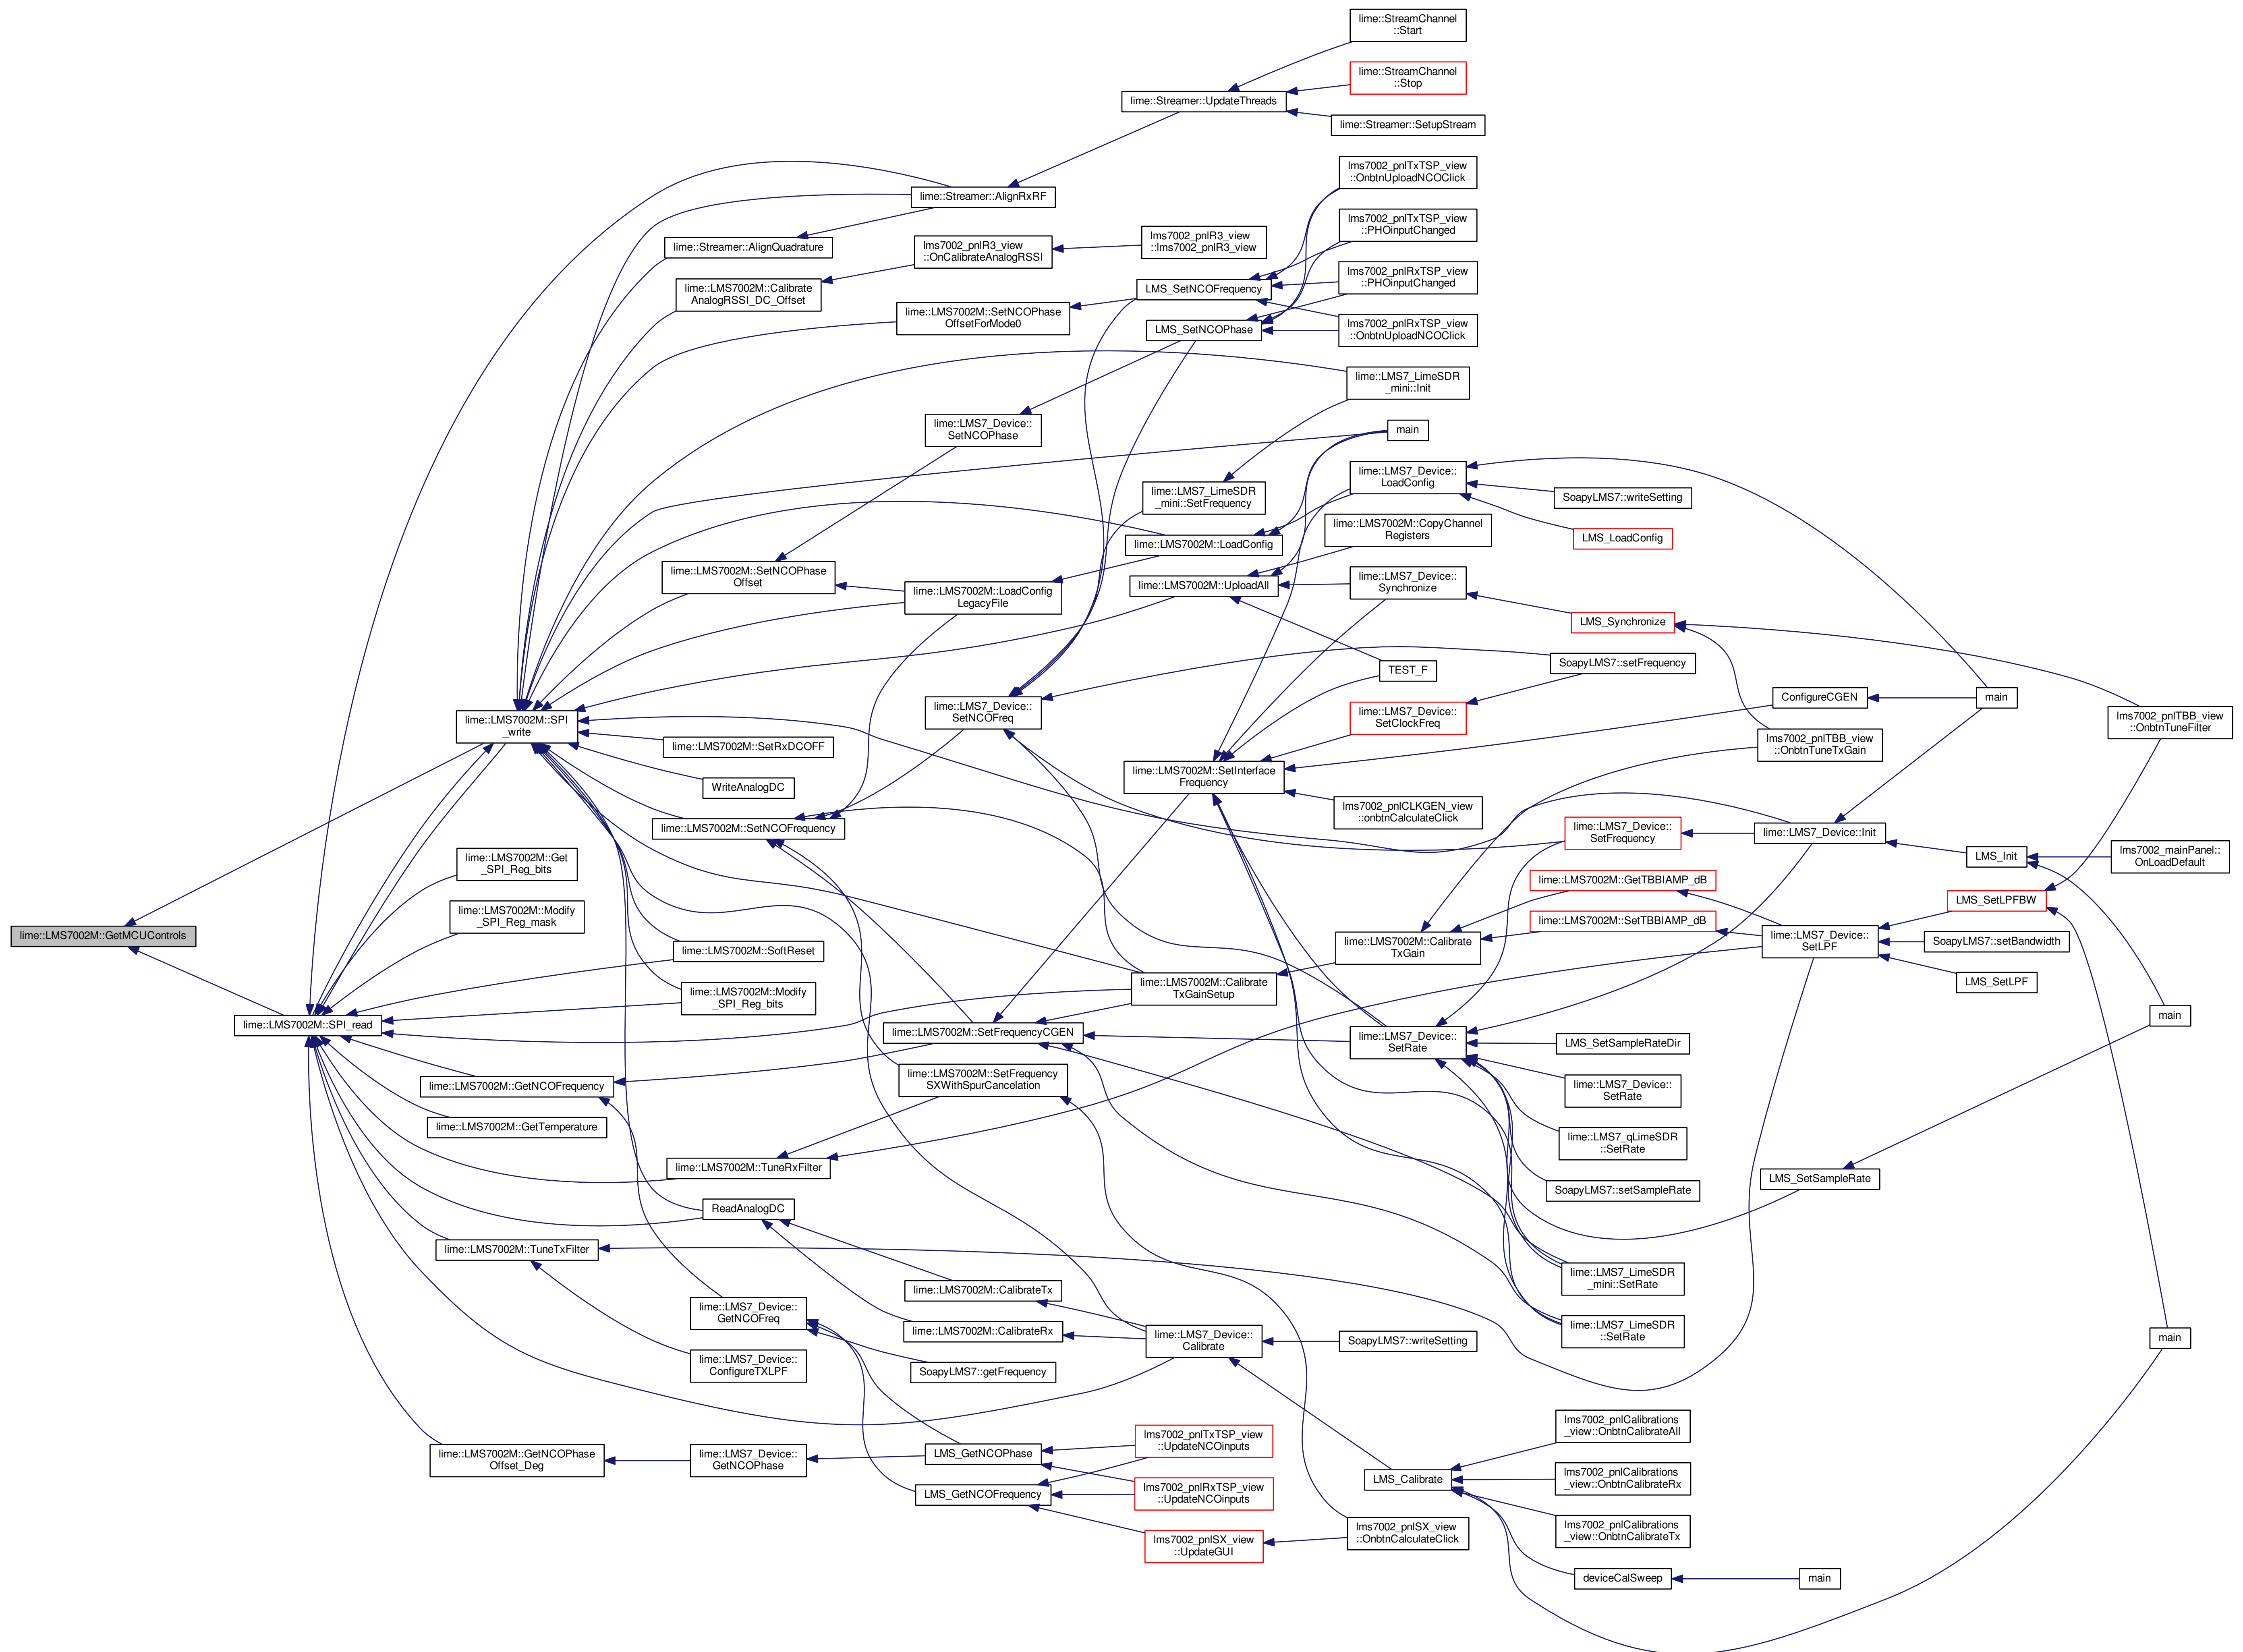 lime::LMS7002M::GetMCUControls
lime::LMS7002M::SPI
_write
lime::LMS7002M::SPI_read
lime::LMS7002M::Get
_SPI_Reg_bits
lime::LMS7002M::Modify
_SPI_Reg_mask
lime::LMS7002M::GetNCOFrequency
lime::LMS7002M::GetTemperature
lime::LMS7002M::TuneTxFilter
lime::LMS7002M::GetNCOPhase
Offset_Deg
lime::Streamer::AlignQuadrature
lime::LMS7002M::Calibrate
AnalogRSSI_DC_Offset
lime::LMS7002M::SetNCOPhase
Offset
lime::LMS7002M::SetRxDCOFF
WriteAnalogDC
lime::LMS7002M::SetNCOFrequency
lime::LMS7002M::SoftReset
lime::LMS7002M::Modify
_SPI_Reg_bits
lime::LMS7002M::TuneRxFilter
ReadAnalogDC
lime::LMS7_Device::
GetNCOFreq
lime::LMS7_Device::
ConfigureTXLPF
lime::LMS7_Device::
GetNCOPhase
lime::Streamer::AlignRxRF
lms7002_pnlR3_view
::OnCalibrateAnalogRSSI
lime::LMS7002M::SetNCOPhase
OffsetForMode0
lime::LMS7_Device::
SetNCOPhase
lime::LMS7002M::LoadConfig
LegacyFile
lime::LMS7_Device::
SetNCOFreq
lime::LMS7002M::SetFrequencyCGEN
lime::LMS7002M::SetFrequency
SXWithSpurCancelation
lime::LMS7002M::CalibrateTx
lime::LMS7002M::CalibrateRx
SoapyLMS7::getFrequency
LMS_GetNCOPhase
LMS_GetNCOFrequency
lime::Streamer::UpdateThreads
lms7002_pnlR3_view
::lms7002_pnlR3_view
LMS_SetNCOFrequency
LMS_SetNCOPhase
lime::LMS7_LimeSDR
_mini::SetFrequency
lime::LMS7002M::LoadConfig
lime::LMS7002M::UploadAll
lime::LMS7002M::SetInterface
Frequency
lime::LMS7002M::Calibrate
TxGainSetup
lime::LMS7_Device::
Calibrate
lms7002_pnlTxTSP_view
::UpdateNCOinputs
lms7002_pnlRxTSP_view
::UpdateNCOinputs
lms7002_pnlSX_view
::UpdateGUI
lime::StreamChannel
::Start
lime::StreamChannel
::Stop
lime::Streamer::SetupStream
lms7002_pnlTxTSP_view
::OnbtnUploadNCOClick
lms7002_pnlTxTSP_view
::PHOinputChanged
lms7002_pnlRxTSP_view
::PHOinputChanged
lms7002_pnlRxTSP_view
::OnbtnUploadNCOClick
lime::LMS7_LimeSDR
_mini::Init
main
lime::LMS7_Device::
LoadConfig
lime::LMS7002M::CopyChannel
Registers
lime::LMS7_Device::
Synchronize
TEST_F
lime::LMS7_Device::
SetClockFreq
lms7002_pnlCLKGEN_view
::onbtnCalculateClick
lime::LMS7002M::Calibrate
TxGain
lime::LMS7_Device::
SetRate
SoapyLMS7::writeSetting
LMS_Calibrate
lms7002_pnlSX_view
::OnbtnCalculateClick
SoapyLMS7::writeSetting
LMS_LoadConfig
LMS_Synchronize
SoapyLMS7::setFrequency
lime::LMS7_Device::
SetFrequency
lime::LMS7002M::GetTBBIAMP_dB
lime::LMS7002M::SetTBBIAMP_dB
LMS_SetSampleRateDir
lime::LMS7_Device::
SetRate
lime::LMS7_qLimeSDR
::SetRate
SoapyLMS7::setSampleRate
lime::LMS7_LimeSDR
_mini::SetRate
lime::LMS7_LimeSDR
::SetRate
lms7002_pnlCalibrations
_view::OnbtnCalibrateAll
lms7002_pnlCalibrations
_view::OnbtnCalibrateRx
lms7002_pnlCalibrations
_view::OnbtnCalibrateTx
deviceCalSweep
ConfigureCGEN
lms7002_pnlTBB_view
::OnbtnTuneTxGain
lime::LMS7_Device::Init
lime::LMS7_Device::
SetLPF
LMS_SetSampleRate
main
main
LMS_Init
LMS_SetLPFBW
SoapyLMS7::setBandwidth
LMS_SetLPF
lms7002_pnlTBB_view
::OnbtnTuneFilter
lms7002_mainPanel::
OnLoadDefault
main
main